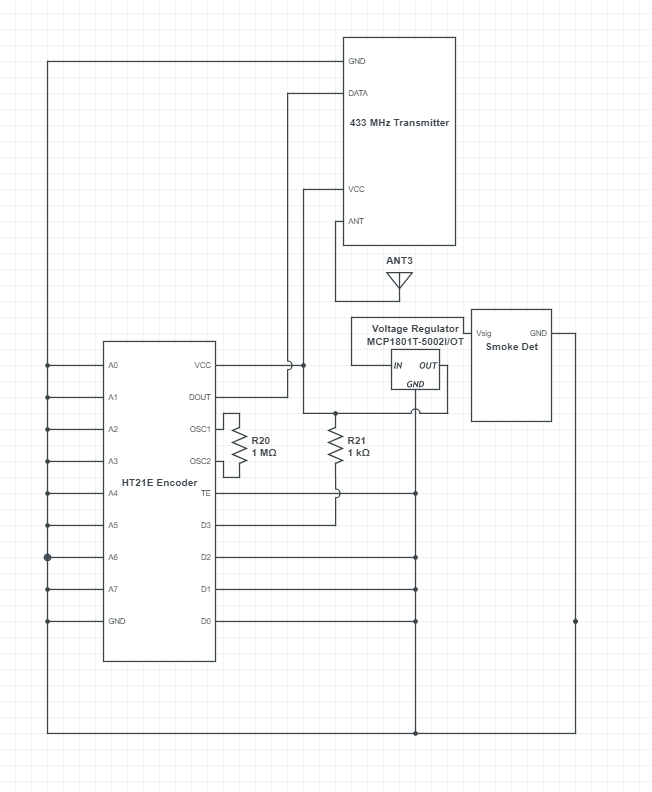 GND
DATA
433 MHz Transmitter
VCC
ANT
ANT3
Voltage Regulator
MCP1801T-5002I/OT
IN OUT
GND
Vsig GND
Smoke Det
A0 VCC
A1 DOUT
A2 OSC1
R20
1 MΩ
R21
1 kΩ
A3 OSC2
HT21E Encoder
A4 TE
A5 D3
A6 D2
A7 D1
GND D0